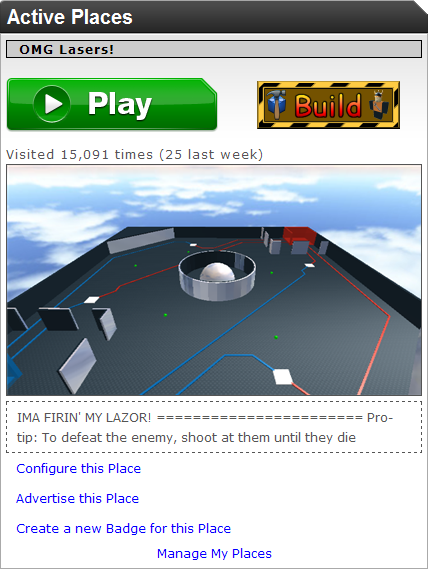 Active Places
OMG Lasers!
Play
Build
Visited 15,091 times (25 last week)
IMA FIRIN' MY LAZOR! ======================= Pro-
tip: To defeat the enemy, shoot at them until they die
Configure this Place
Advertise this Place
Create a new Badge for this Place
Manage My Places